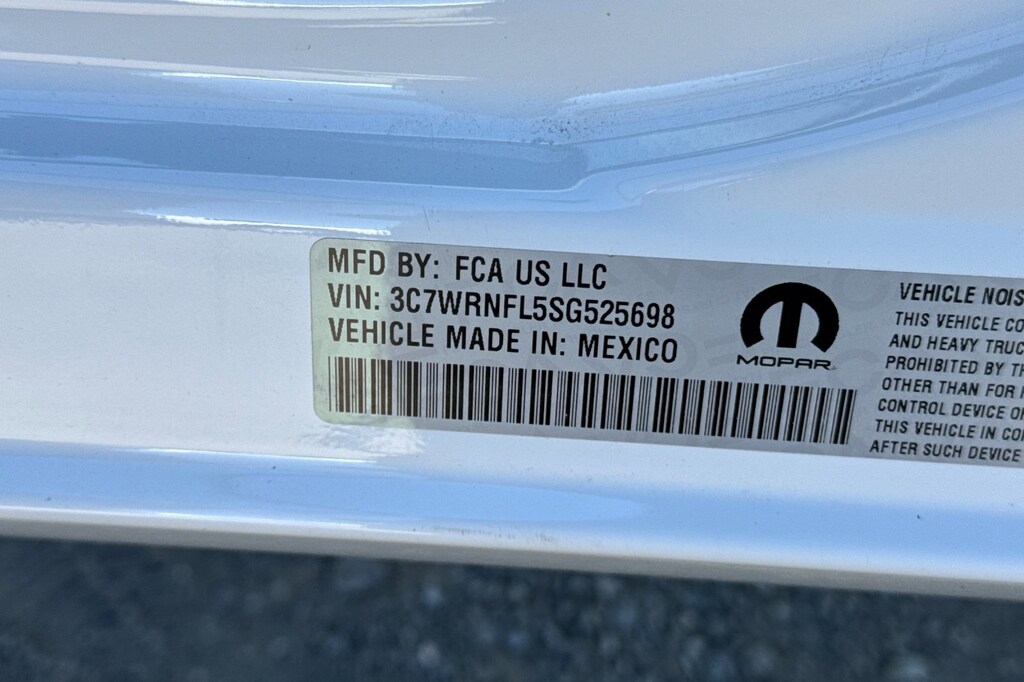 MFD BY: FCA US LLC
VIN: 3C7WRNFL5SG525698
VEHICLE MADE IN: MEXICO
MOPAR
VEHICLE NOIS
THIS VEHICLE CO
AND HEAVY TRUC
PROHIBITED BY TH
OTHER THAN FOR
CONTROL DEVICE O
THIS VEHICLE IN CO
AFTER SUCH DEVICE